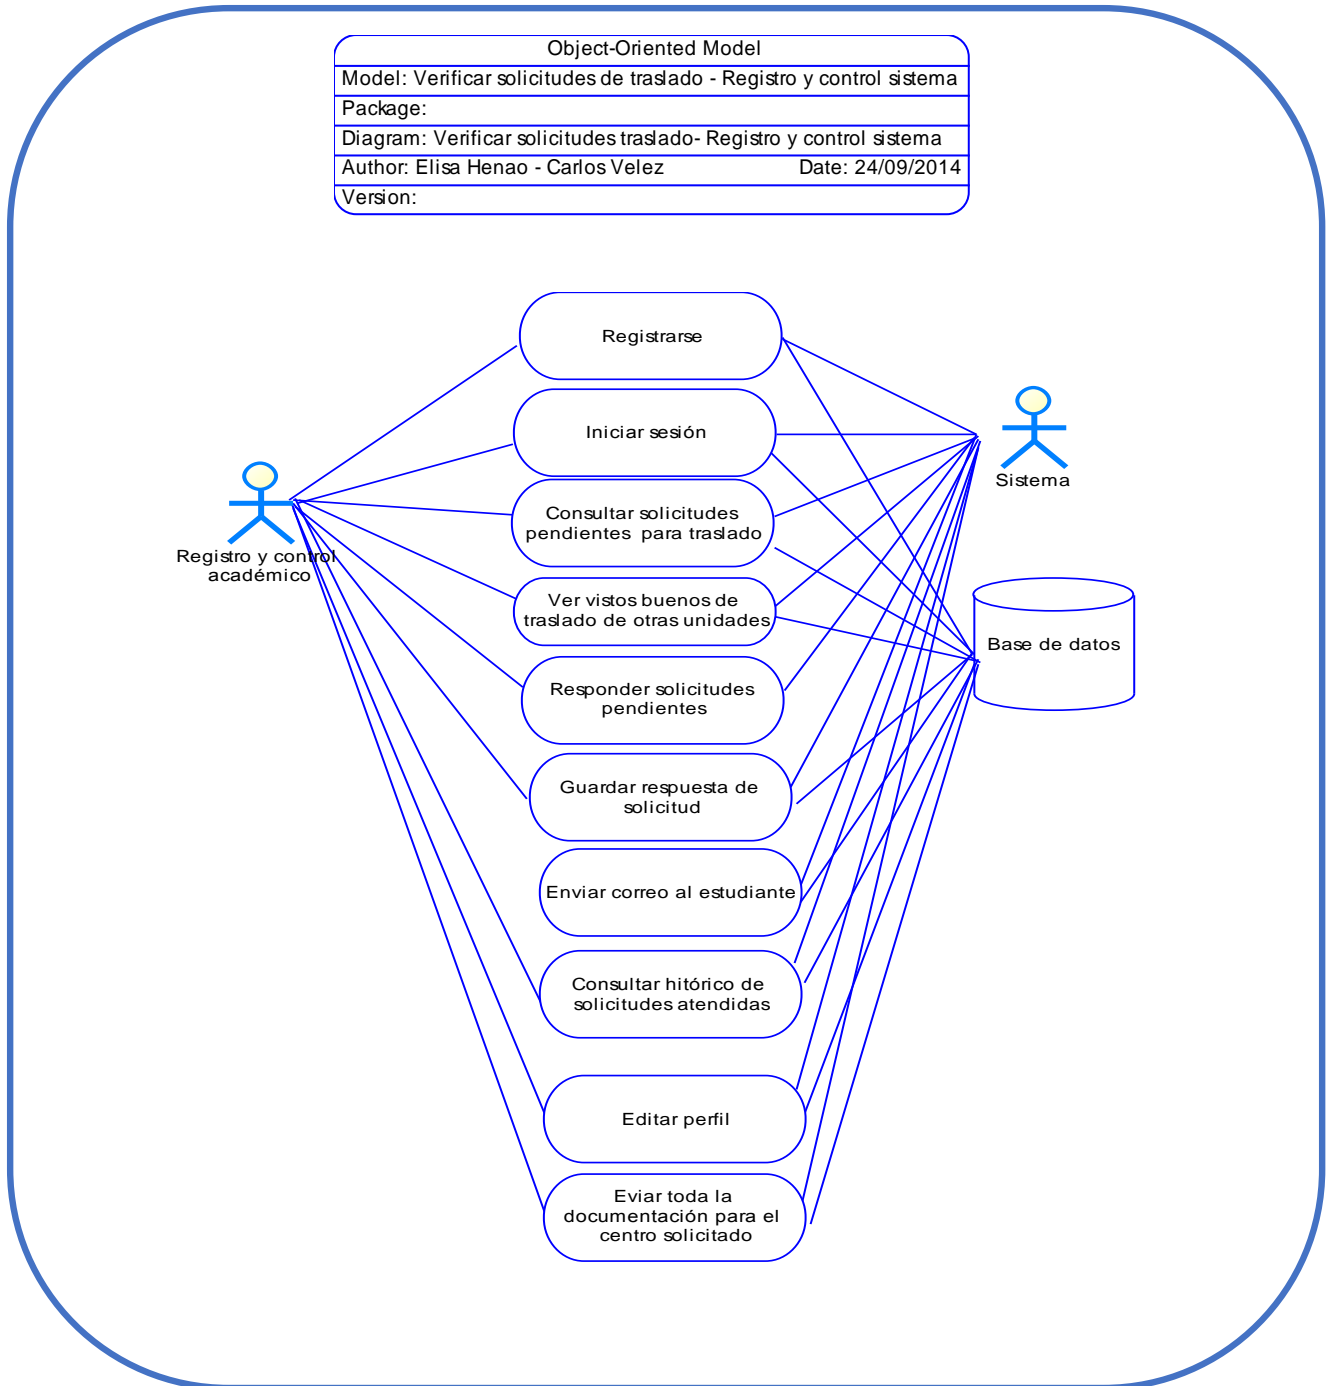 Object-Oriented Model
Model: Verificar solicitudes de traslado - Registro y control sistema
Package:
Diagram: Verificar solicitudes traslado- Registro y control sistema
Author: Elisa Henao - Carlos Velez Date: 24/09/2014
Version:
Registrarse
Iniciar sesión
Sistema
Consultar solicitudes
pendientes para traslado
Registro y control
académico
Ver vistos buenos de
traslado de otras unidades
Base de datos
Responder solicitudes
pendientes
Guardar respuesta de
solicitud
Enviar correo al estudiante
Consultar hitórico de
solicitudes atendidas
Editar perfil
Eviar toda la
documentación para el
centro solicitado